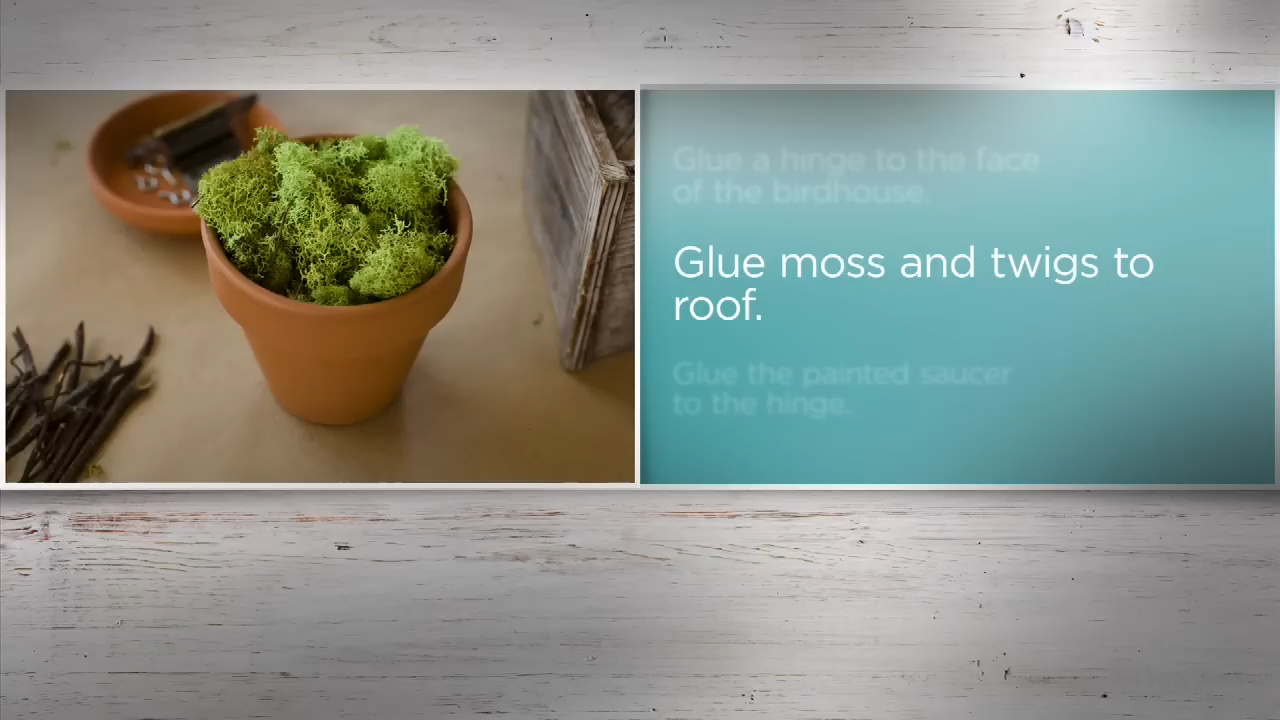 Glue a hinge to the face
of the birdhouse.
Glue moss and twigs to
roof.
Glue the painted saucer
to the hinge.